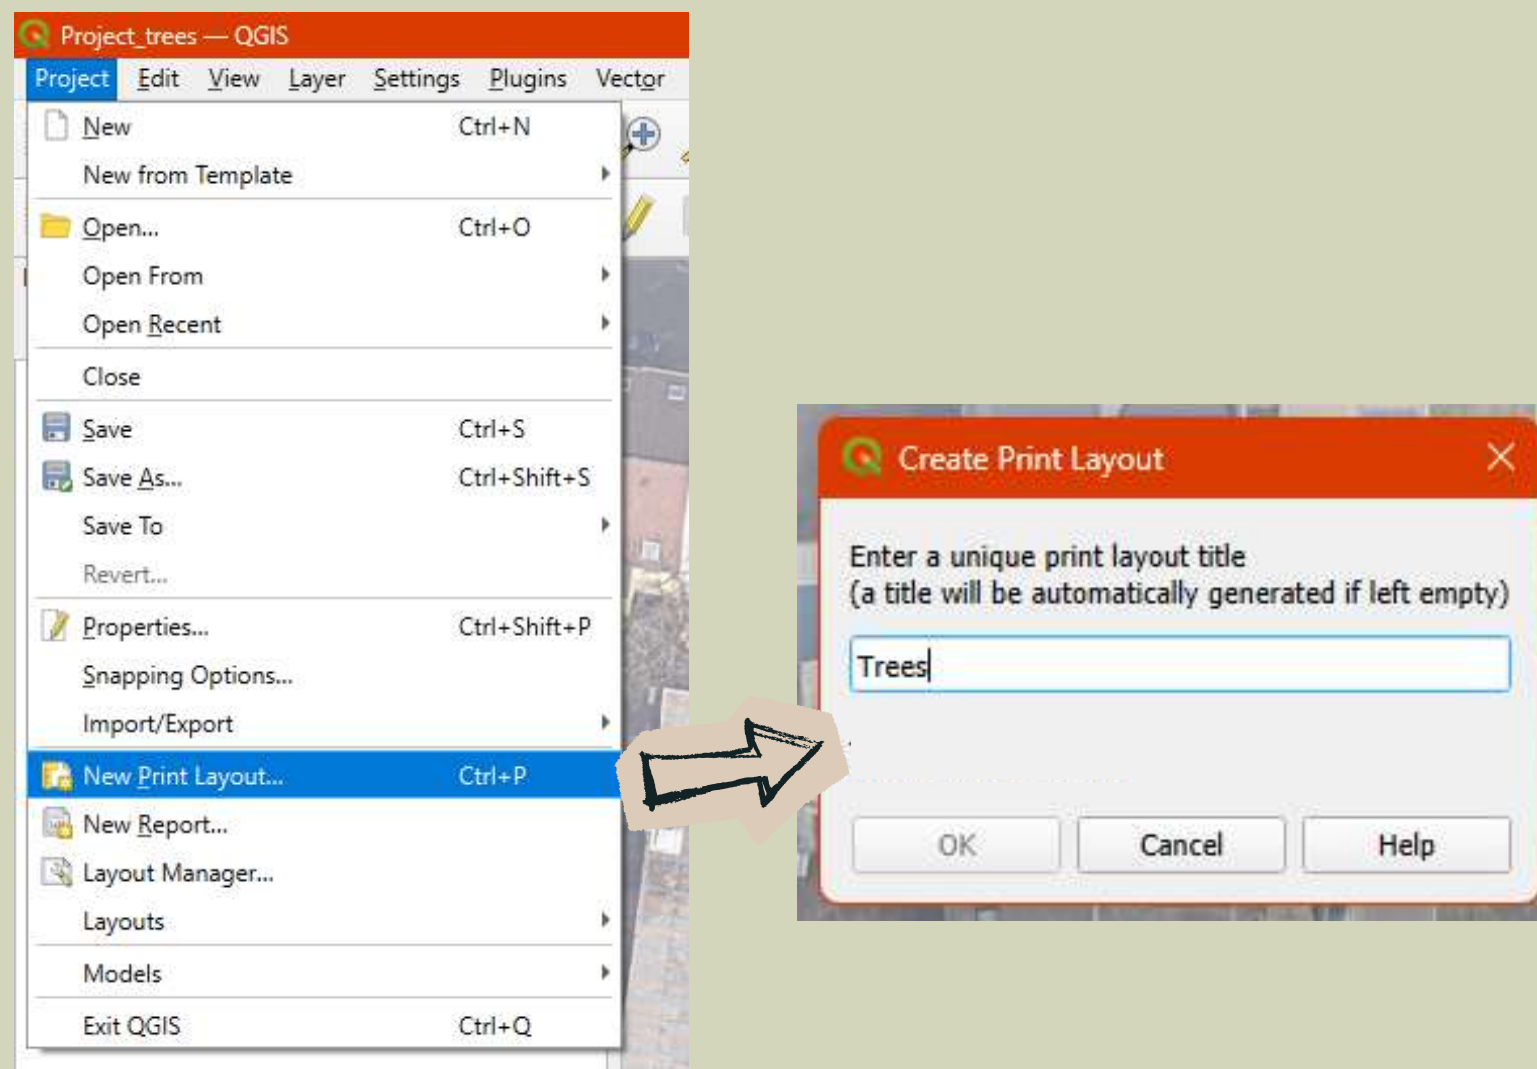 Project_trees — QGIS
Project Edit View Layer Settings Plugins Vector
New Ctrl+N
New from Template
Open... Ctrl+O
Open From
Open Recent
Close
Save Ctrl+S
Save As... Ctrl+Shift+S
Save To
Revert...
Properties... Ctrl+Shift+P
Snapping Options...
Import/Export
New Print Layout... Ctrl+P
New Report...
Layout Manager...
Layouts
Models
Exit QGIS Ctrl+Q
Create Print Layout
Enter a unique print layout title
(a title will be automatically generated if left empty)
Trees
OK Cancel Help